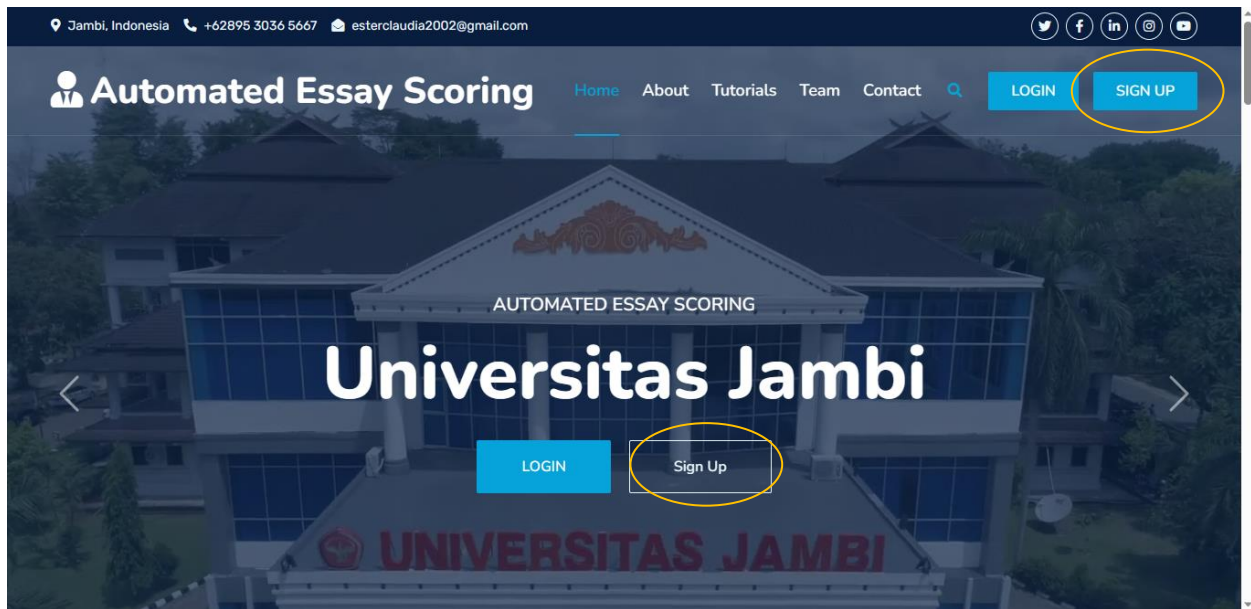 Jambi, Indonesia +62895 3036 5667 esterclaudia2002@gmail.com
Automated Essay Scoring Home About Tutorials Team Contact LOGIN SIGN UP
AUTOMATED ESSAY SCORING
Universitas Jambi
LOGIN Sign Up
UNIVERSITAS JAMBI